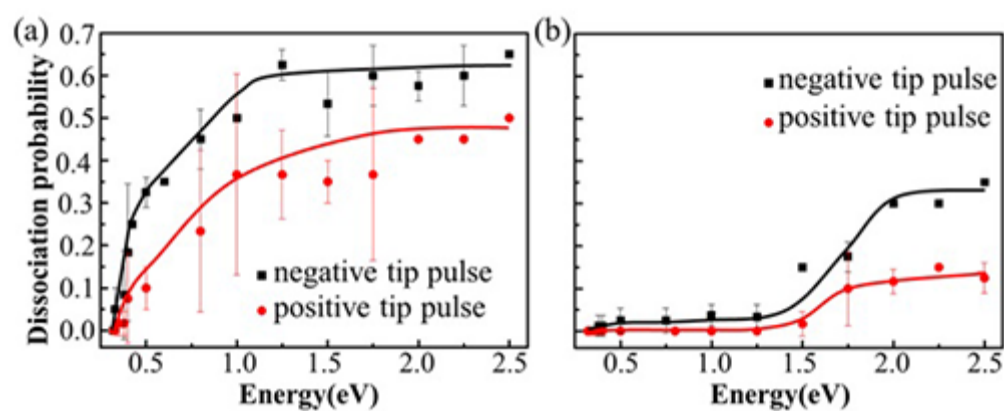 (a)
0.7
0.6
0.5
0.4
0.3
0.2
0.1
0.0
Dissociation probability
negative tip pulse
positive tip pulse
0.5 1.0 1.5 2.0 2.5
Energy(eV)
(b)
negative tip pulse
positive tip pulse
0.5 1.0 1.5 2.0 2.5
Energy(eV)